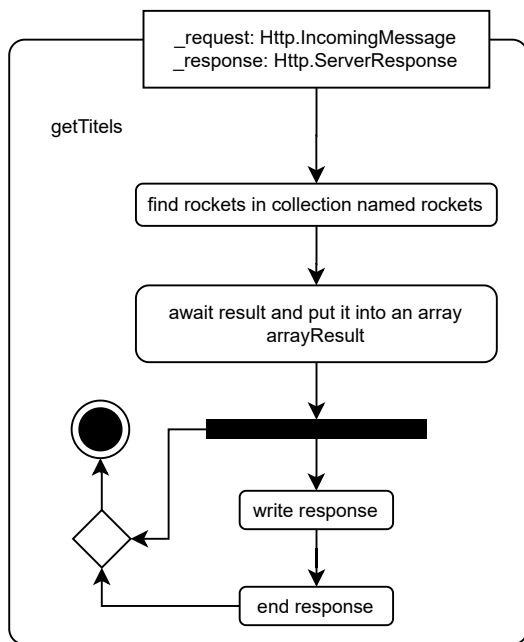 _request: Http.IncomingMessage
_response: Http.ServerResponse
getTitels
find rockets in collection named rockets
await result and put it into an array
arrayResult
write response
end response